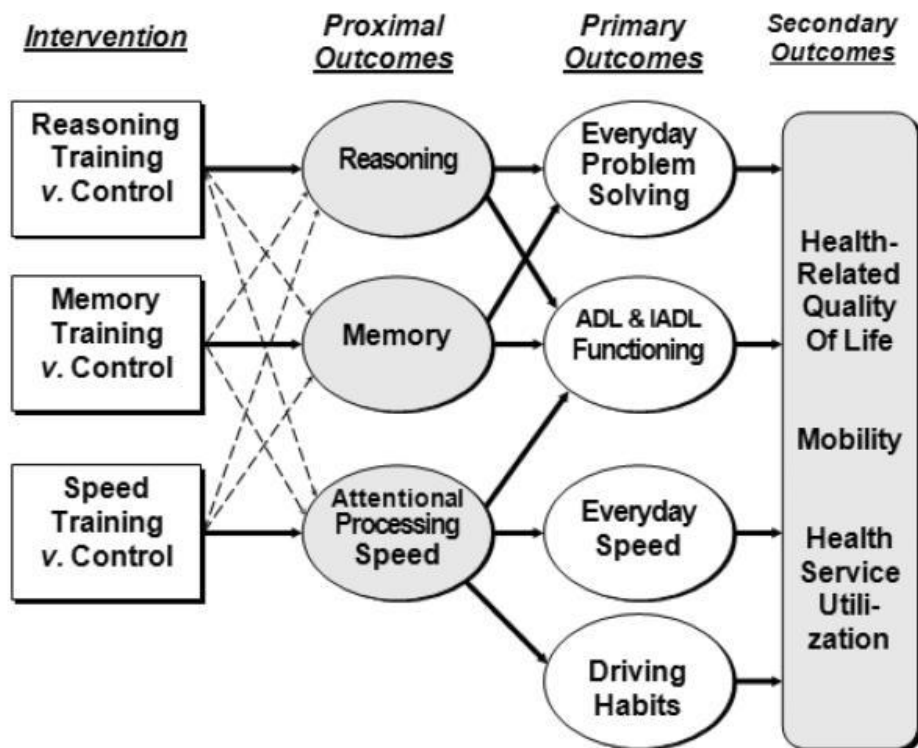 Intervention
Proximal
Outcomes
Primary
Outcomes
Secondary
Outcomes
Reasoning
Training
v. Control
Memory
Training
v. Control
Speed
Training
v. Control
Reasoning
Memory
Attentional
Processing
Speed
Everyday
Problem
Solving
ADL & IADL
Functioning
Everyday
Speed
Driving
Habits
Health-
Related
Quality
Of Life
Mobility
Health
Service
Utili-
zation